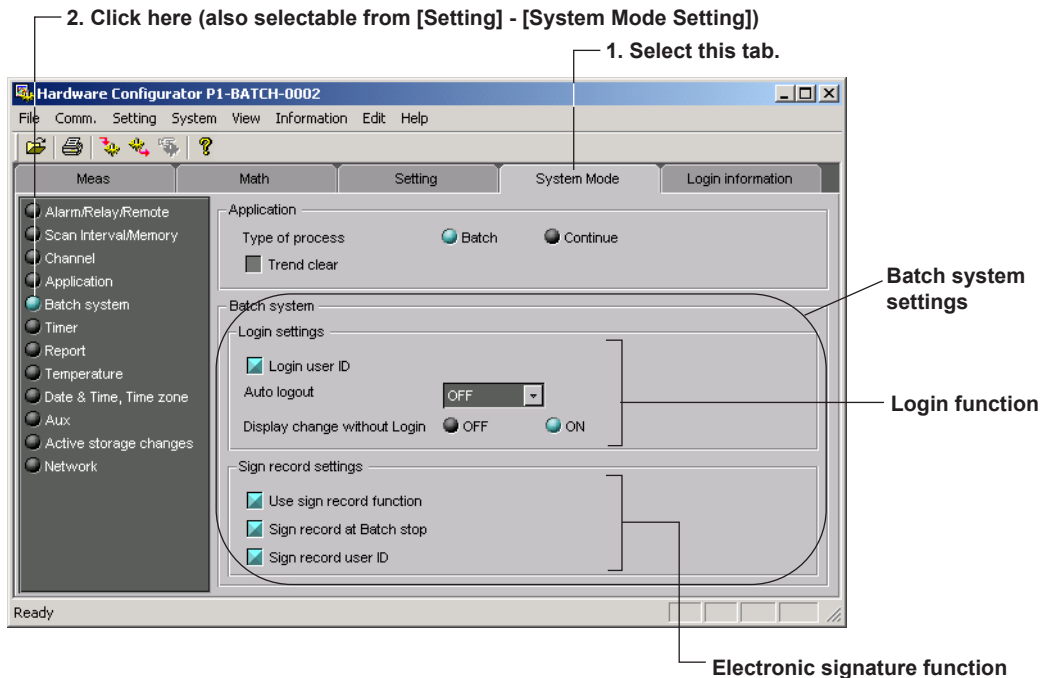 2. Click here (also selectable from [Setting] - [System Mode Setting])
1. Select this tab.
Hardware Configurator P1-BATCH-0002
File Comm. Setting System View Information Edit Help
Meas Math Setting System Mode Login information
Alarm/Relay/Remote
Scan Interval/Memory
Channel
Application
Batch system
Timer
Report
Temperature
Date & Time, Time zone
Aux
Active storage changes
Network
Application
Type of process Batch Continue
Trend clear
Batch system
Login settings
Login user ID
Auto logout OFF
Display change without Login OFF ON
Sign record settings
Use sign record function
Sign record at Batch stop
Sign record user ID
Ready
Batch system
settings
Login function
Electronic signature function